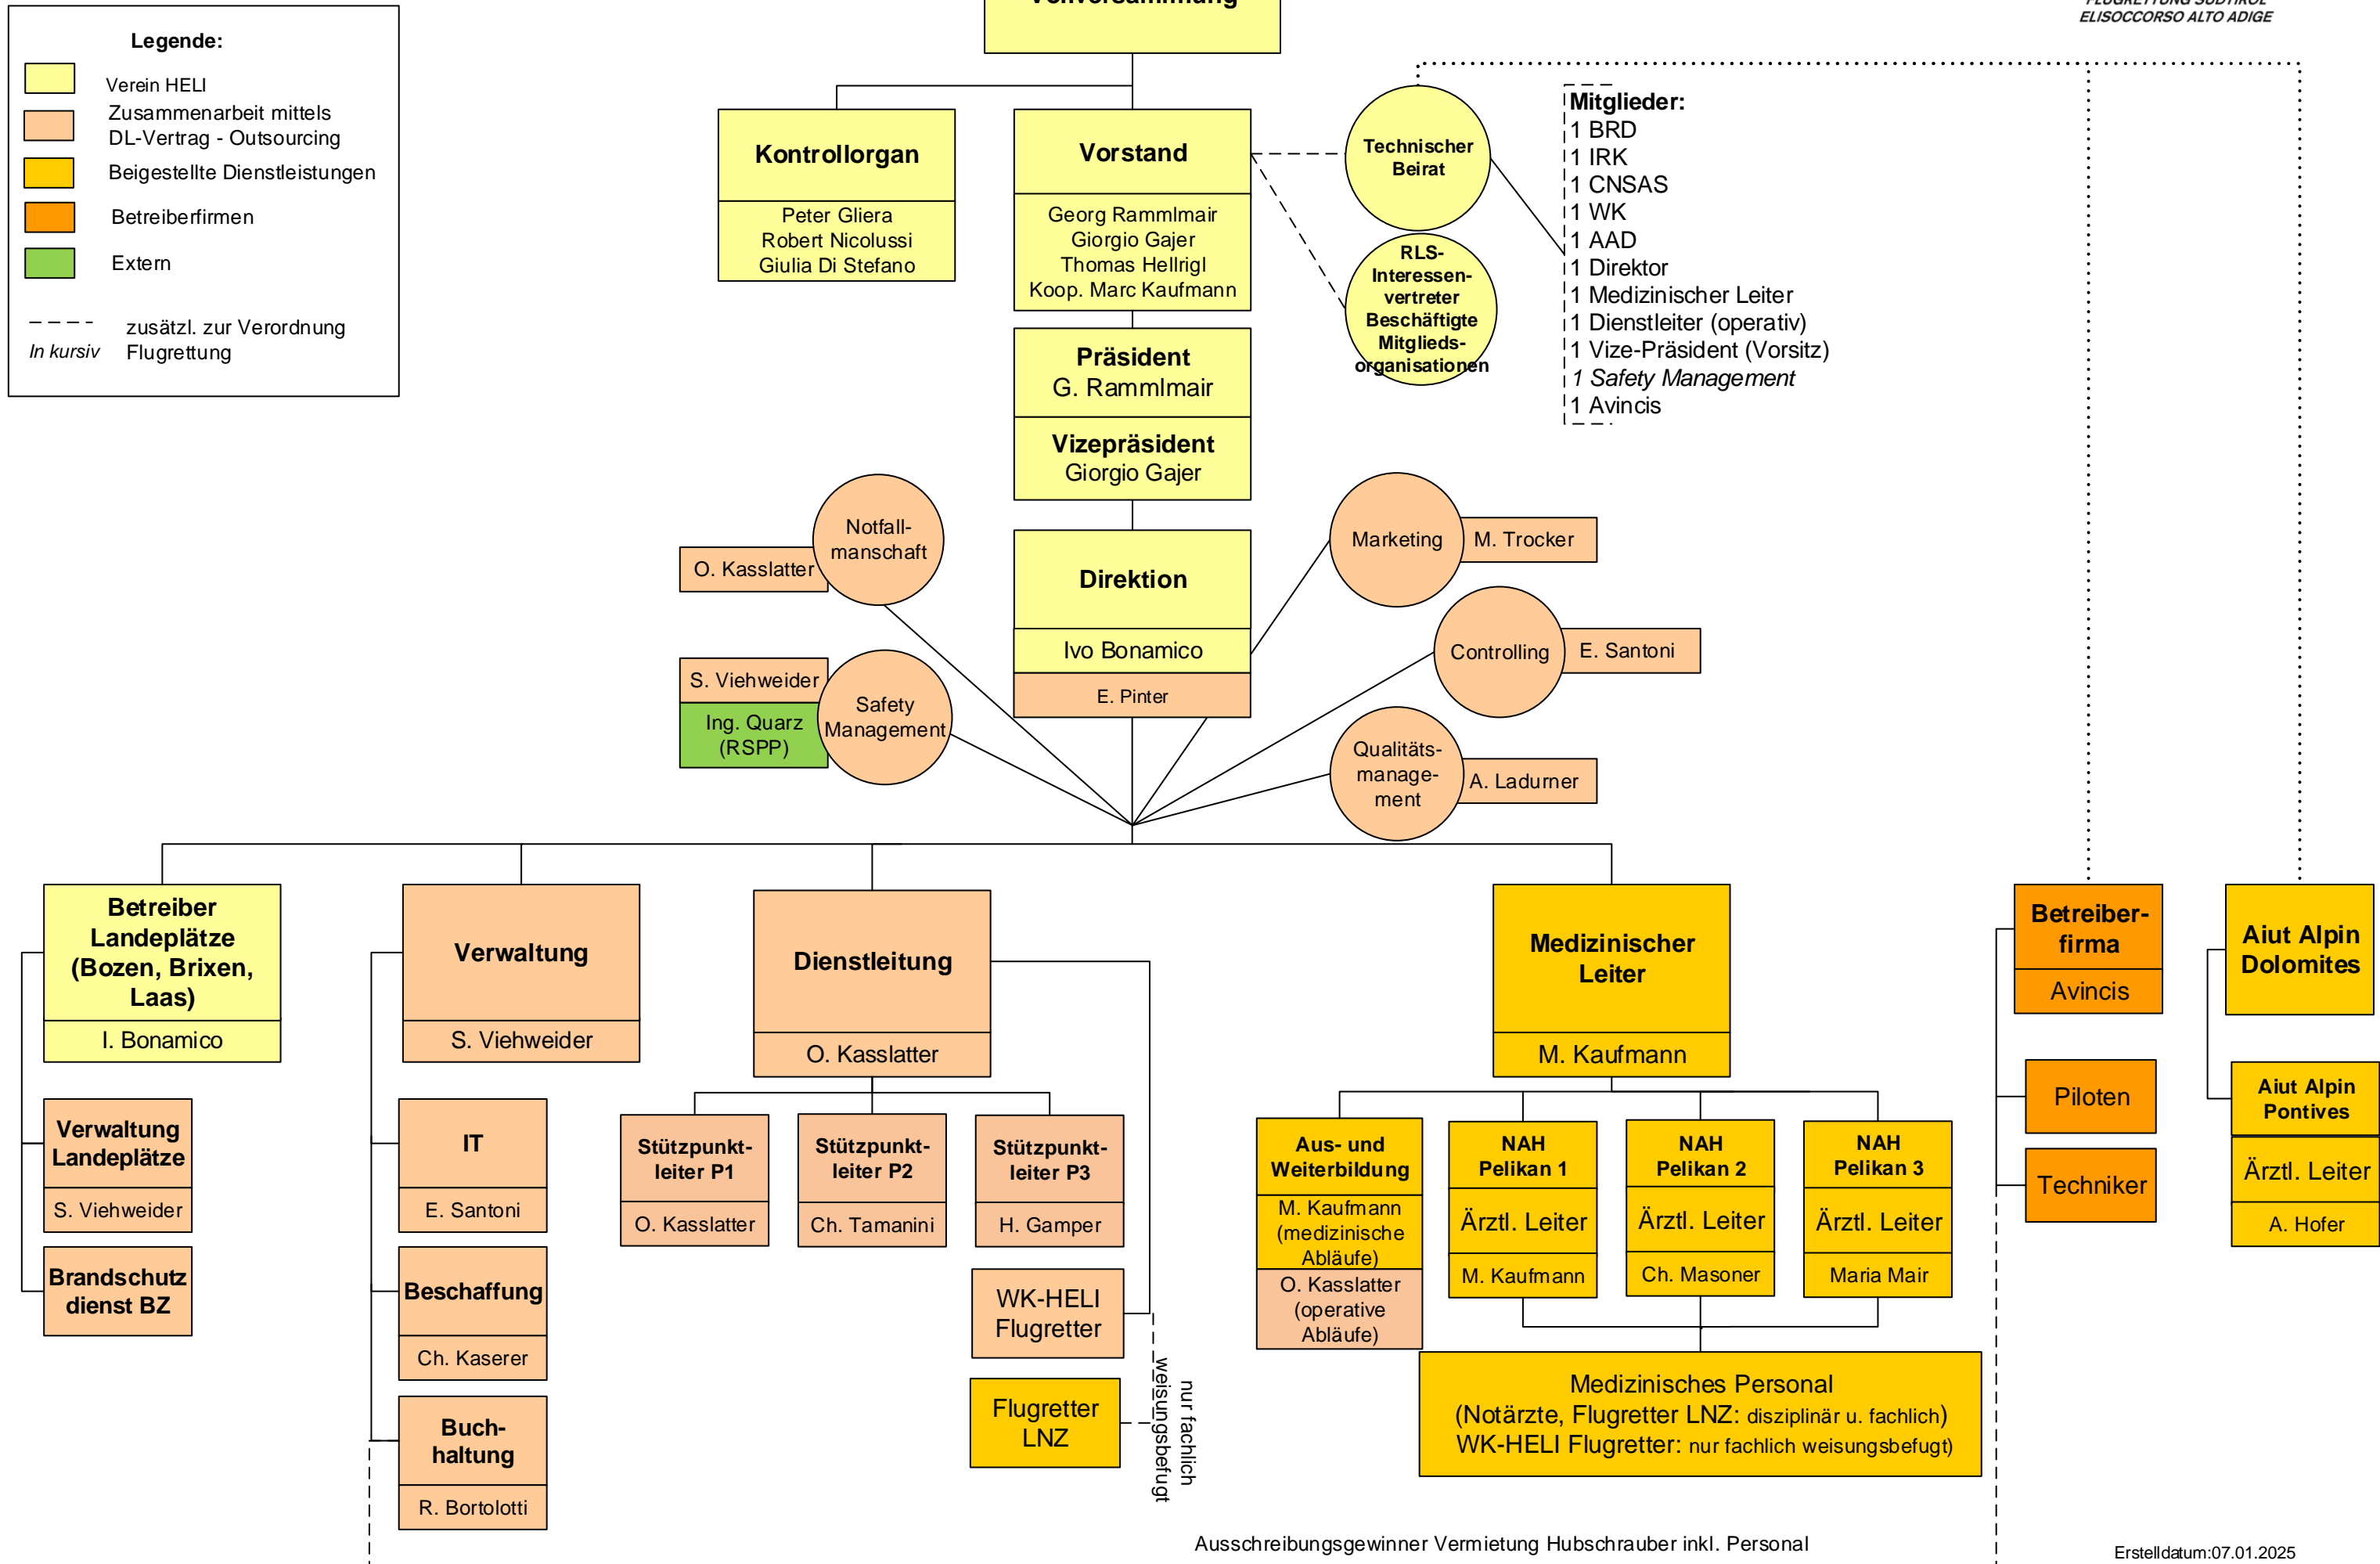 Vollversammlung
FLUGRETTUNG SÜDTIROL
ELISOCCORSO ALTO ADIGE
Legende:
Verein HELI
Zusammenarbeit mittels
DL-Vertrag - Outsourcing
Beigestellte Dienstleistungen
Betreiberfirmen
Extern
zusätzl. zur Verordnung
In kursiv
Flugrettung
Kontrollorgan
Peter Gliera
Robert Nicolussi
Giulia Di Stefano
Vorstand
Georg Rammlmair
Giorgio Gajer
Thomas Hellrigl
Koop. Marc Kaufmann
Technischer
Beirat
RLS-
Interessen-
vertreter
Beschäftigte
Mitglieds-
organisationen
Mitglieder:
1 BRD
1 IRK
1 CNSAS
1 WK
1 AAD
1 Direktor
1 Medizinischer Leiter
1 Dienstleiter (operativ)
1 Vize-Präsident (Vorsitz)
1 Safety Management
1 Avincis
Präsident
G. Rammlmair
Vizepräsident
Giorgio Gajer
Notfall-
manschaft
O. Kasslatter
Direktion
Ivo Bonamico
E. Pinter
Marketing
M. Trocker
Controlling
E. Santoni
S. Viehweider
Ing. Quarz
(RSPP)
Safety
Management
Qualitäts-
manage-
ment
A. Ladurner
Betreiber
Landeplätze
(Bozen, Brixen,
Laas)
I. Bonamico
Verwaltung
Landeplätze
S. Viehweider
Brandschutz
dienst BZ
Verwaltung
S. Viehweider
IT
E. Santoni
Beschaffung
Ch. Kaserer
Buch-
haltung
R. Bortolotti
Dienstleitung
O. Kasslatter
Stützpunkt-
leiter P1
O. Kasslatter
Stützpunkt-
leiter P2
Ch. Tamanini
Stützpunkt-
leiter P3
H. Gamper
WK-HELI
Flugretter
Flugretter
LNZ
nur fachlich
weisungsbefugt
Medizinischer
Leiter
M. Kaufmann
Aus- und
Weiterbildung
M. Kaufmann
(medizinische
Abläufe)
O. Kasslatter
(operative
Abläufe)
NAH
Pelikan 1
Ärztl. Leiter
M. Kaufmann
NAH
Pelikan 2
Ärztl. Leiter
Ch. Masoner
NAH
Pelikan 3
Ärztl. Leiter
Maria Mair
Medizinisches Personal
(Notärzte, Flugretter LNZ: disziplinär u. fachlich)
WK-HELI Flugretter: nur fachlich weisungsbefugt)
Betreiber-
firma
Avincis
Piloten
Techniker
Aiut Alpin
Dolomites
Aiut Alpin
Pontives
Ärztl. Leiter
A. Hofer
Ausschreibungsgewinner Vermietung Hubschrauber inkl. Personal
Erstelldatum:07.01.2025